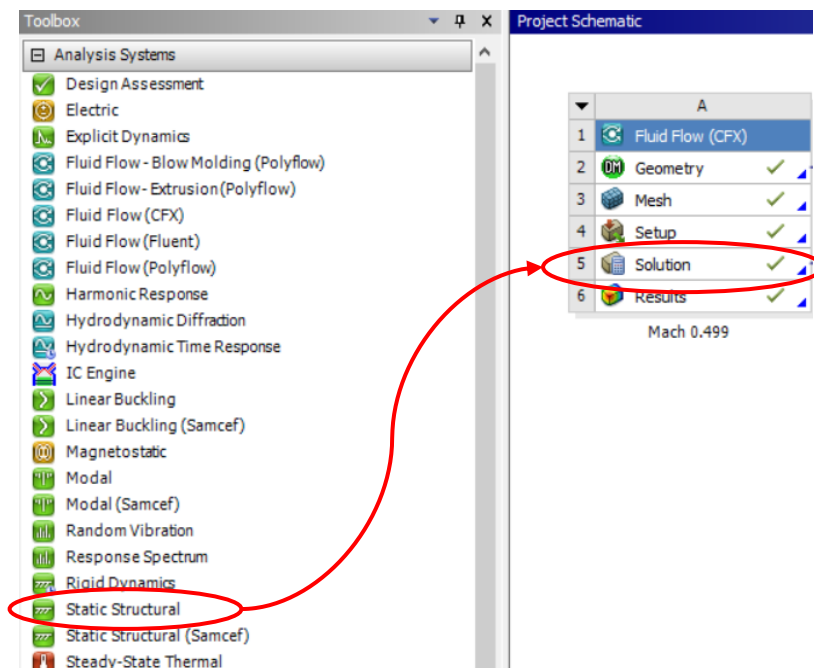 Toolbox
Analysis Systems
Design Assessment
Electric
Explicit Dynamics
Fluid Flow - Blow Molding (Polyflow)
Fluid Flow- Extrusion (Polyflow)
Fluid Flow (CFX)
Fluid Flow (Fluent)
Fluid Flow (Polyflow)
Harmonic Response
Hydrodynamic Diffraction
Hydrodynamic Time Response
IC Engine
Linear Buckling
Linear Buckling (Samcef)
Magnetostatic
Modal
Modal (Samcef)
Random Vibration
Response Spectrum
Rigid Dynamics
Static Structural
Static Structural (Samcef)
Steady-State Thermal
Project Schematic
A
1 Fluid Flow (CFX)
2 DM Geometry
3 Mesh
4 Setup
5 Solution
6 Results
Mach 0.499